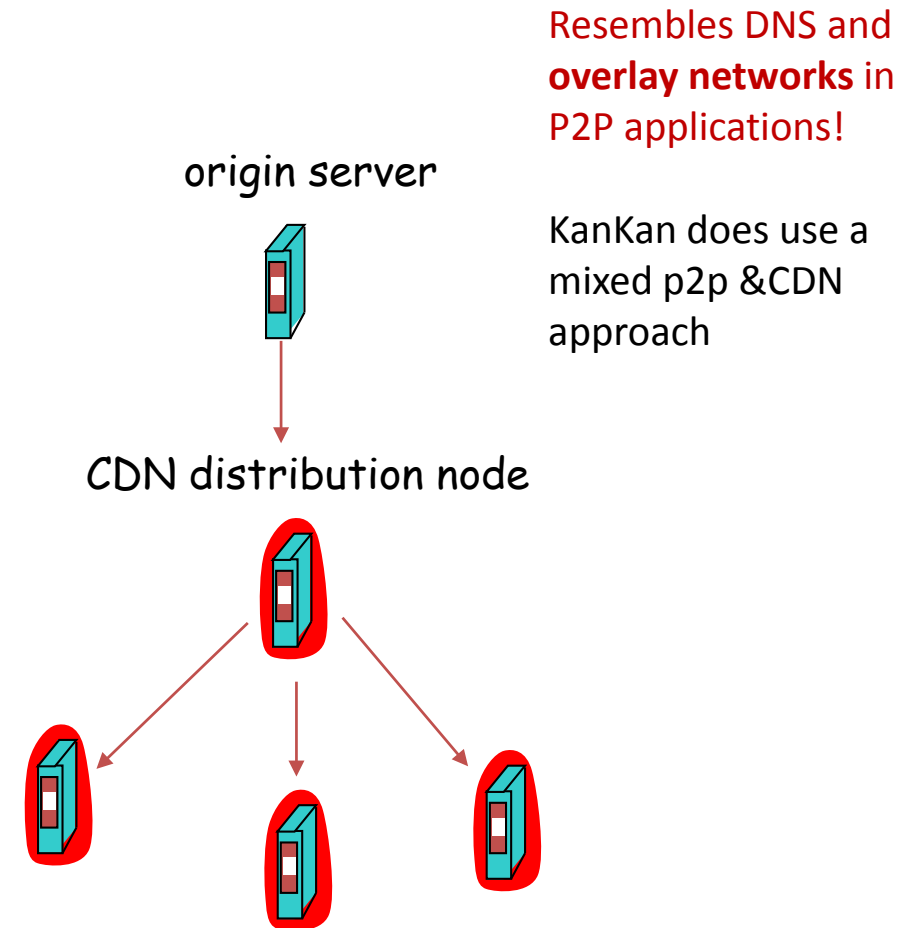 Resembles DNS and
overlay networks in
P2P applications!
origin server
KanKan does use a
mixed p2p &CDN
approach
CDN distribution node